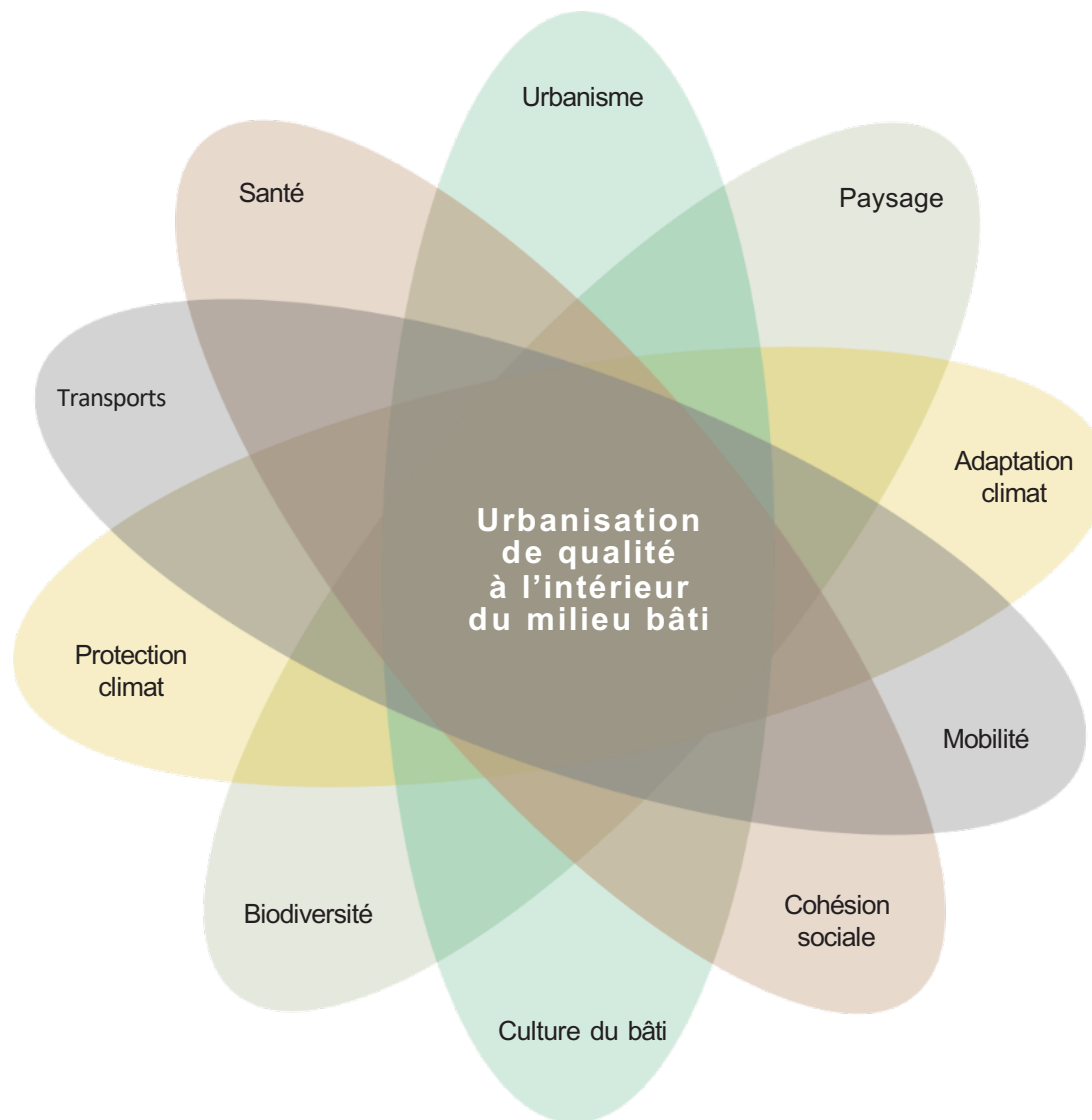 Urbanisme
Santé
Paysage
Transports
Adaptation
climat
Urbanisation
de qualité
à l’intérieur
du milieu bâti
Protection
climat
Mobilité
Biodiversité
Cohésion
sociale
Culture du bâti